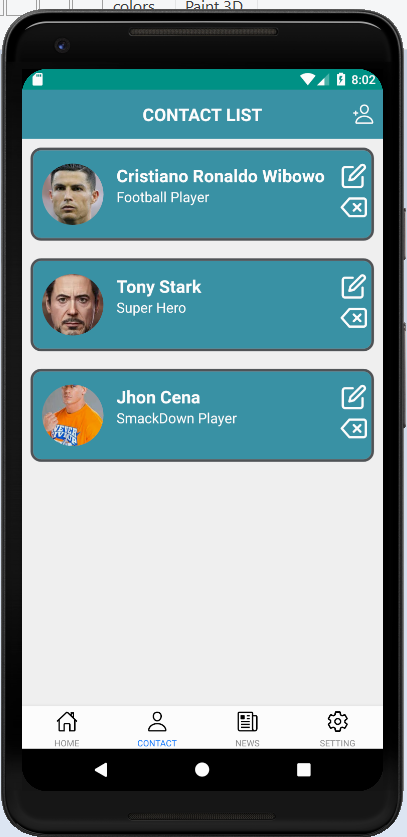 colors
Paint 3D
8:02
CONTACT LIST
Cristiano Ronaldo Wibowo
Football Player
Tony Stark
Super Hero
Jhon Cena
SmackDown Player
NEVER
HOME
CONTACT
NEWS
SETTING